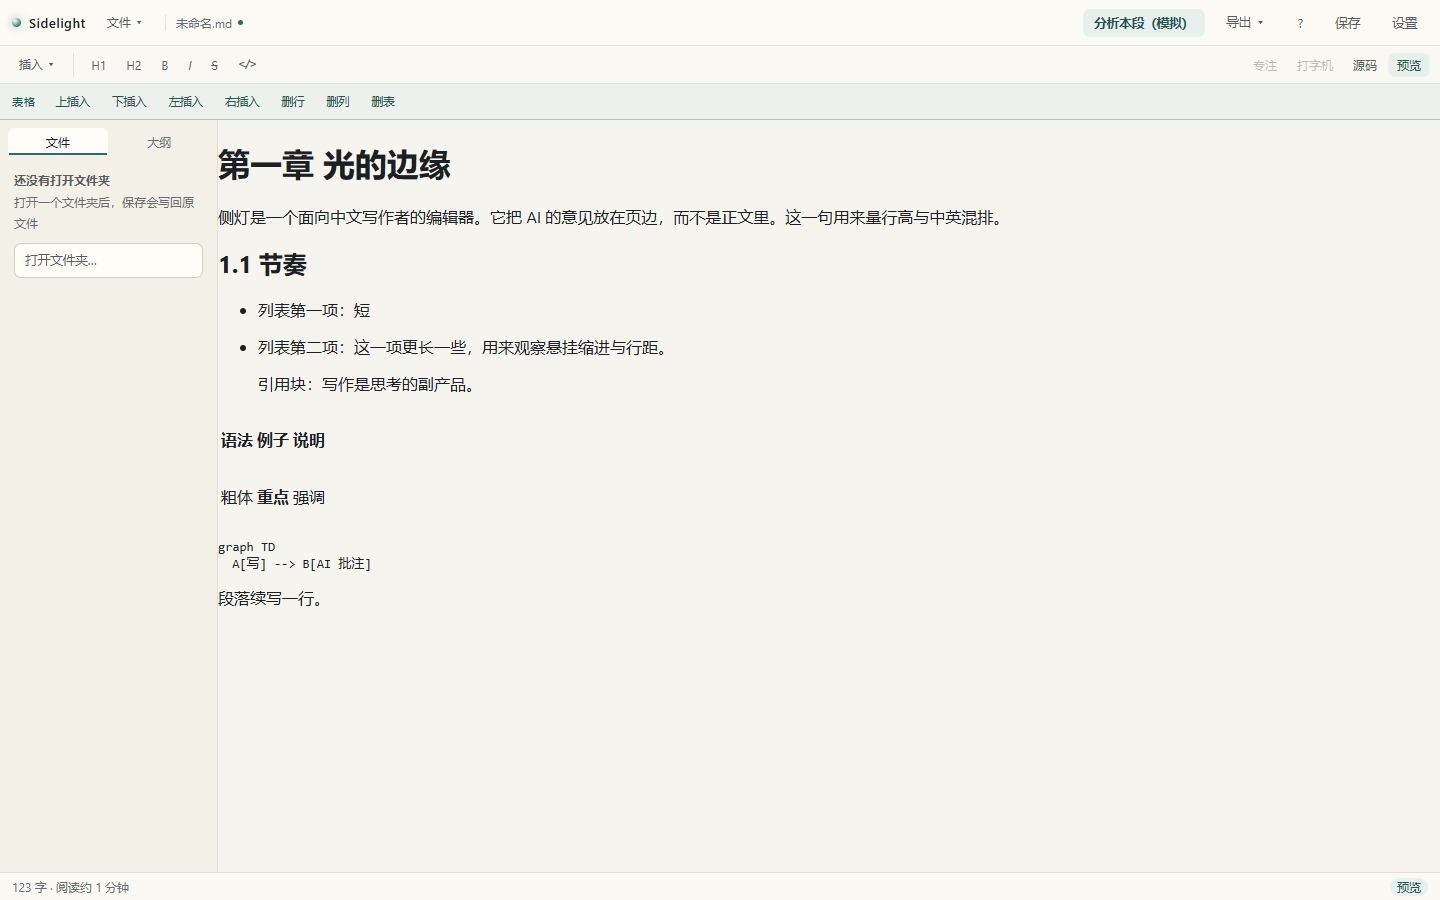 Sidelight 文件 ▾ 未命名.md ● 分析本段（模拟） 导出 ▾ ? 保存 设置
插入 ▾ H1 H2 B I S </> 专注 打字机 源码 预览
表格 上插入 下插入 左插入 右插入 删行 删列 删表
文件 大纲
还没有打开文件夹
打开一个文件夹后，保存会写回原
文件
打开文件夹...
第一章 光的边缘
侧灯是一个面向中文写作者的编辑器。它把 AI 的意见放在页边，而不是正文里。这一句用来量行高与中英混排。
1.1 节奏
• 列表第一项：短
• 列表第二项：这一项更长一些，用来观察悬挂缩进与行距。
引用块：写作是思考的副产品。
语法 例子 说明
粗体 重点 强调
graph TD
A[写] --> B[AI 批注]
段落续写一行。
123 字 · 阅读约 1 分钟 预览